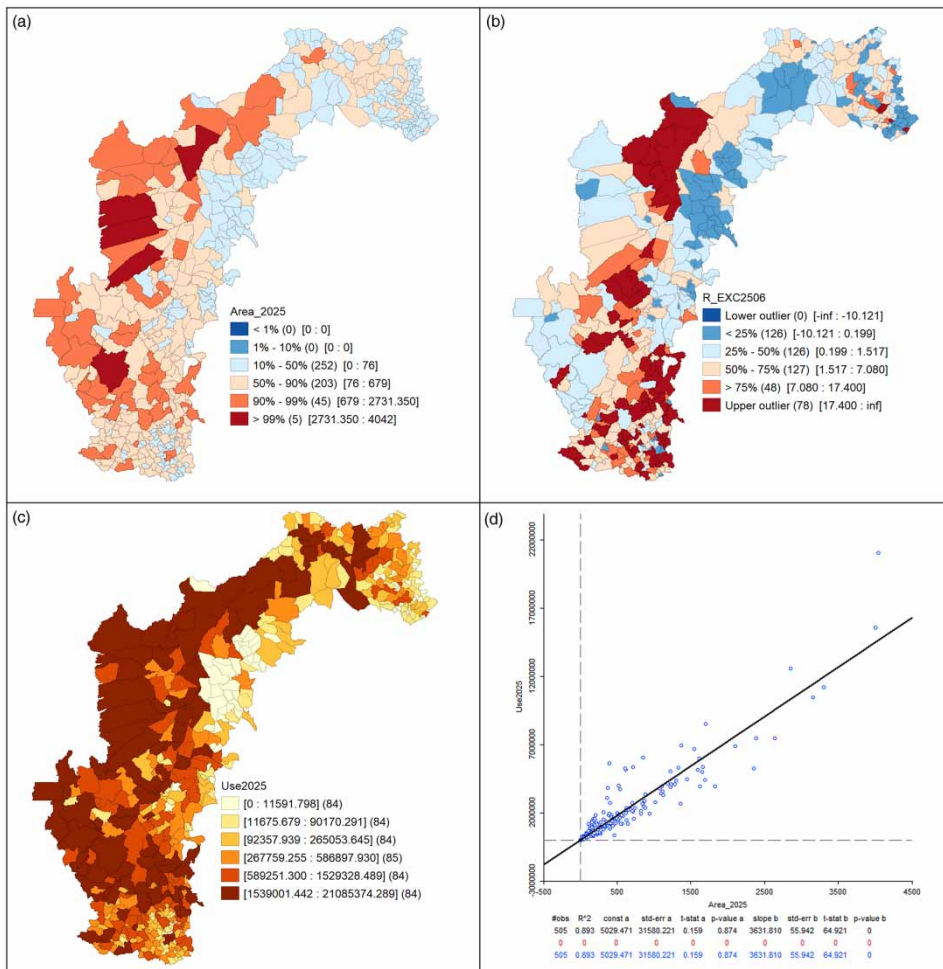 (a)
Area_2025
< 1% (0) [0 : 0]
1% - 10% (0) [0 : 0]
10% - 50% (252) [0 : 76]
50% - 90% (203) [76 : 679]
90% - 99% (45) [679 : 2731.350]
> 99% (5) [2731.350 : 4042]
(b)
R_EXC2506
Lower outlier (0) [-inf : -10.121]
< 25% (126) [-10.121 : 0.199]
25% - 50% (126) [0.199 : 1.517]
50% - 75% (127) [1.517 : 7.080]
> 75% (48) [7.080 : 17.400]
Upper outlier (78) [17.400 : inf]
(c)
Use2025
[0 : 11591.798] (84)
[11675.679 : 90170.291] (84)
[92357.939 : 265053.645] (84)
[267759.255 : 586897.930] (85)
[589251.300 : 1529328.489] (84)
[1539001.442 : 21085374.289] (84)
(d)
22000000
17000000
12000000
7000000
2000000
-3000000
Use2025
-500 500 1500 2500 3500 4500
Area_2025
#obs R^2 const a std-err a t-stat a p-value a slope b std-err b t-stat b p-value b
505 0.893 5029.471 31580.221 0.159 0.874 3631.810 55.942 64.921 0
0 0 0 0 0 0 0 0 0 0
505 0.893 5029.471 31580.221 0.159 0.874 3631.810 55.942 64.921 0